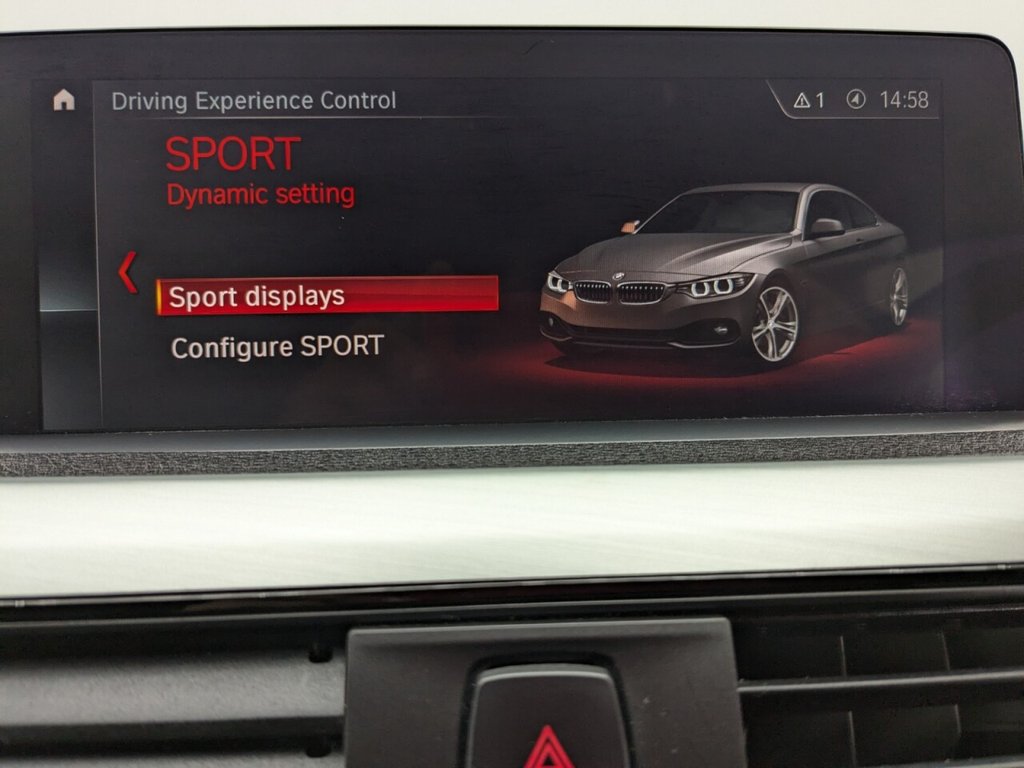 Driving Experience Control
1 14:58
SPORT
Dynamic setting
Sport displays
Configure SPORT